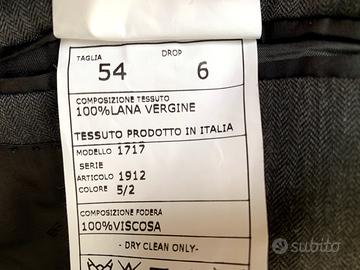 TAGLIA DROP
54 6
COMPOSIZIONE TESSUTO
100%LANA VERGINE
TESSUTO PRODOTTO IN ITALIA
MODELLO 1717
SERIE
ARTICOLO 1912
COLORE 5/2
COMPOSIZIONE FODERA
100%VISCOSA
- DRY CLEAN ONLY-
subito